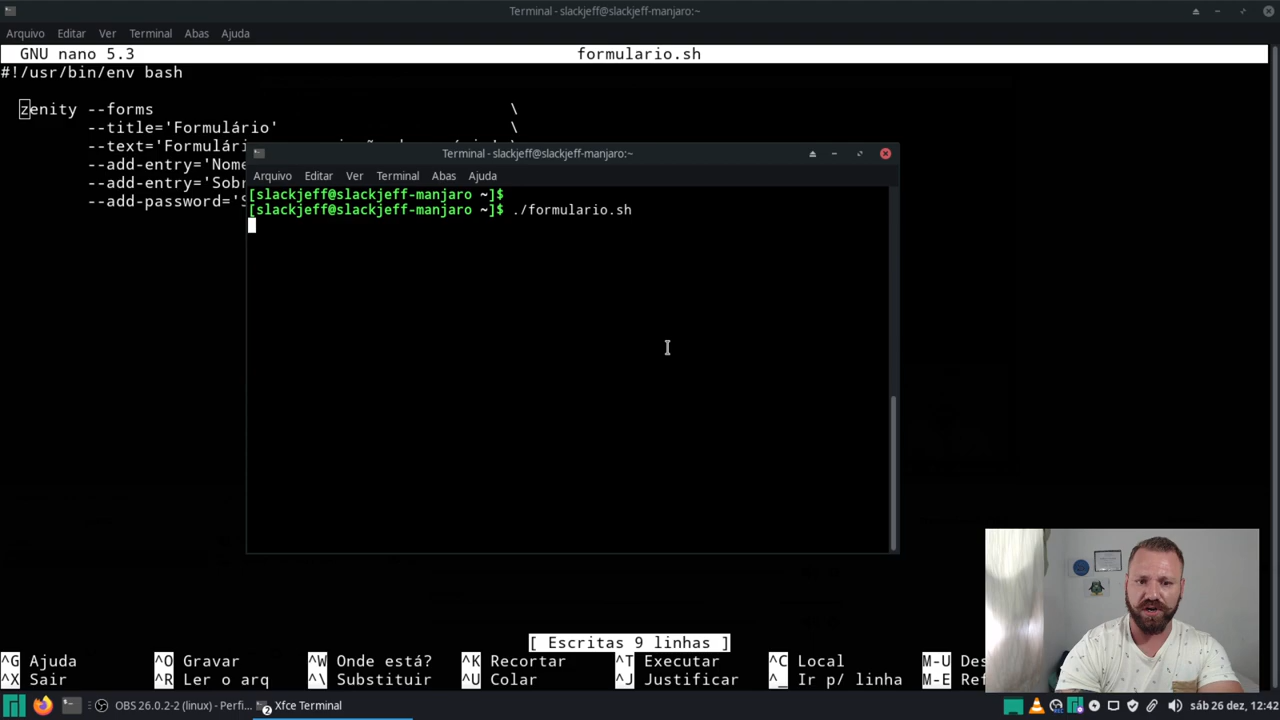 Terminal - slackjeff@slackjeff-manjaro:~
Arquivo Editar Ver Terminal Abas Ajuda
GNU nano 5.3 formulario.sh
#!/usr/bin/env bash
zenity --forms \
--title='Formulário' \
--text='Formulári
--add-entry='Nome
--add-entry='Sobr
--add-password='S
Terminal - slackjeff@slackjeff-manjaro:~
Arquivo Editar Ver Terminal Abas Ajuda
[slackjeff@slackjeff-manjaro ~]$
[slackjeff@slackjeff-manjaro ~]$ ./formulario.sh
[ Escritas 9 linhas ]
^G Ajuda ^O Gravar ^W Onde está? ^K Recortar ^T Executar ^C Local M-U Des
^X Sair ^R Ler o arq ^\ Substituir ^U Colar ^J Justificar ^_ Ir p/ linha M-E Ref
OBS 26.0.2-2 (linux) - Perfi... 2 Xfce Terminal sáb 26 dez, 12:42